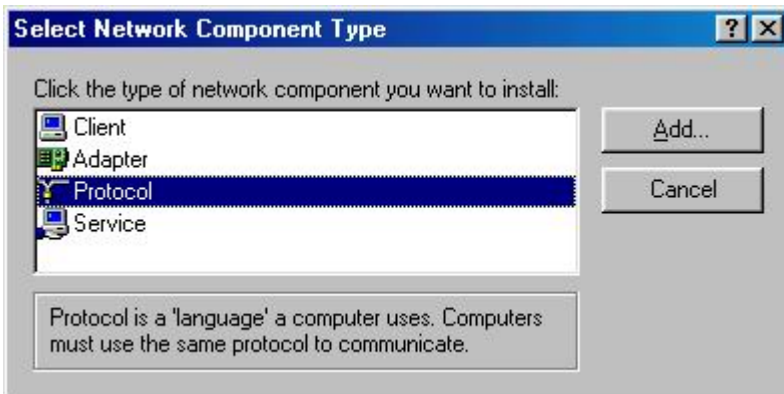 Select Network Component Type
Click the type of network component you want to install:
Client
Adapter
Protocol
Service
Add...
Cancel
Protocol is a 'language' a computer uses. Computers
must use the same protocol to communicate.